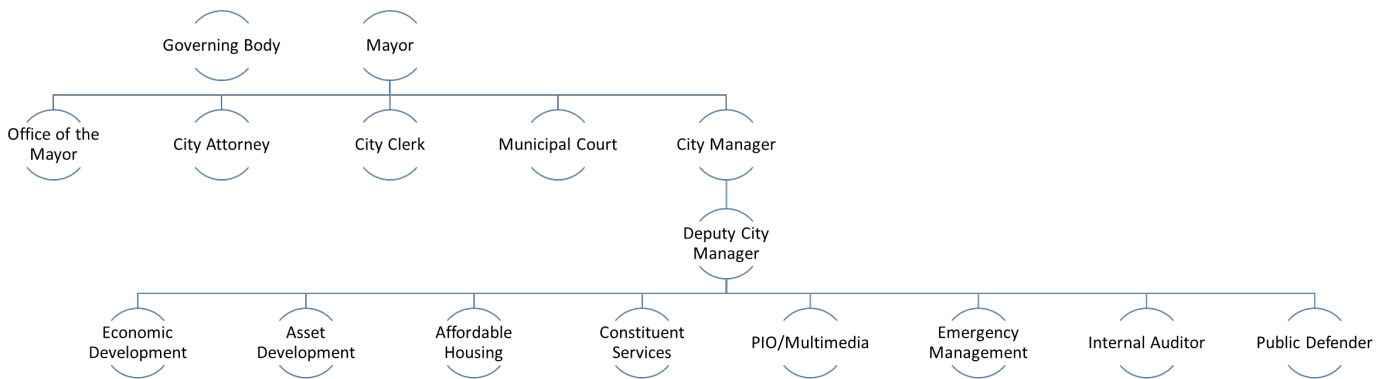 Governing Body
Mayor
Office of the
Mayor
City Attorney
City Clerk
Municipal Court
City Manager
Deputy City
Manager
Economic
Development
Asset
Development
Affordable
Housing
Constituent
Services
PIO/Multimedia
Emergency
Management
Internal Auditor
Public Defender